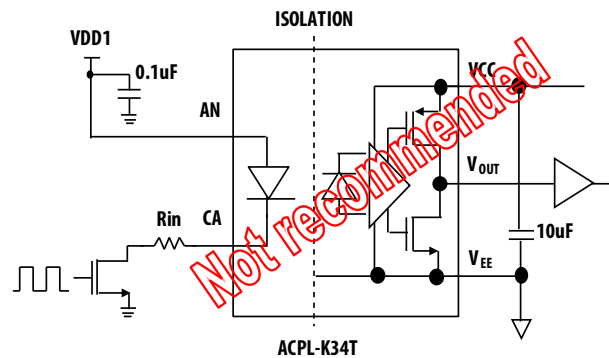 ISOLATION
VDD1
0.1uF
AN
VCC
Not recommended
VOUT
Rin
CA
10uF
VEE
ACPL-K34T